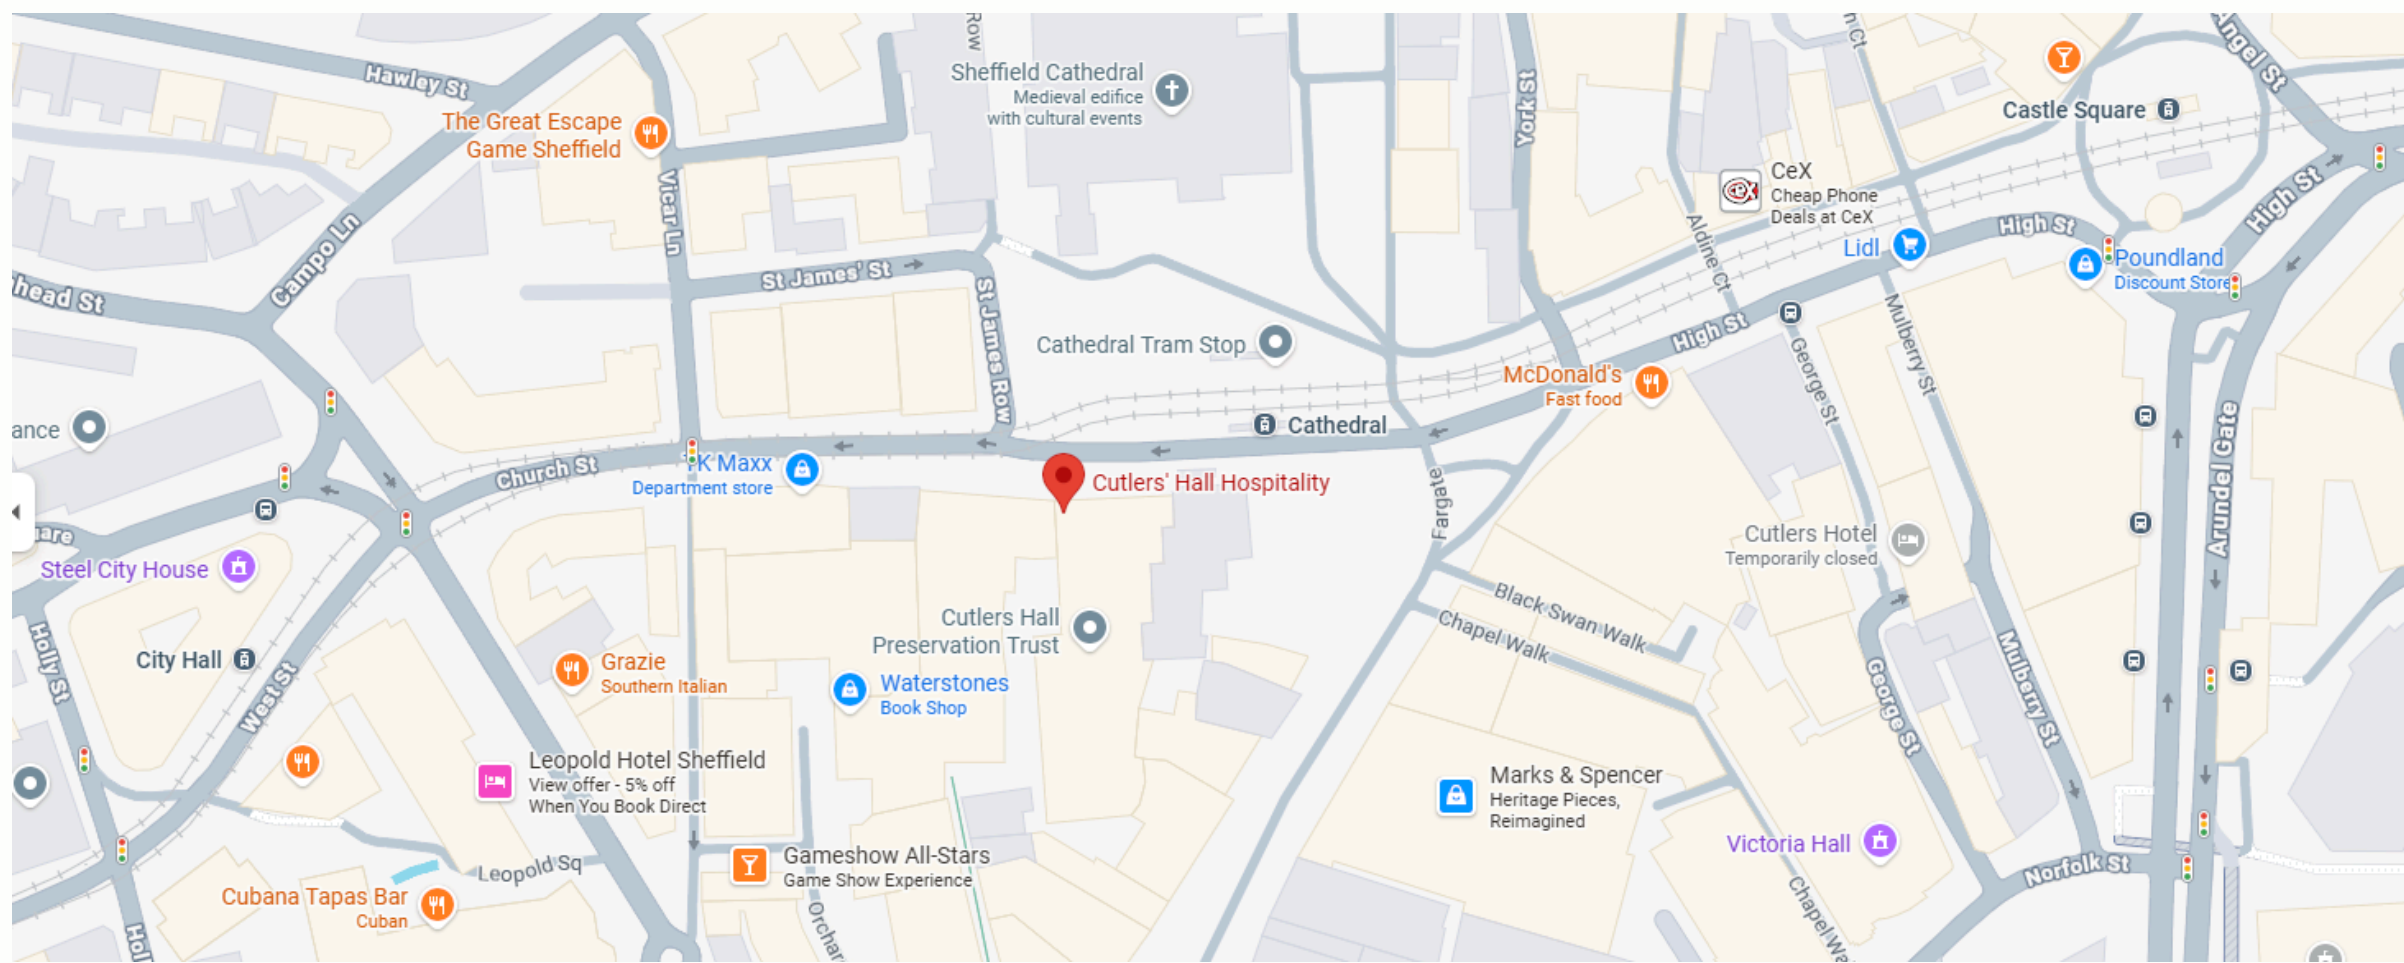 Row
Hawley St
Sheffield Cathedral
Medieval edifice
with cultural events
York St
Angel St
Castle Square
The Great Escape
Game Sheffield
Vicar Ln
CeX
Cheap Phone
Deals at CeX
High St
High St
Lidl
Poundland
Discount Store
Campo Ln
St James' St
Aldine Ct
head St
St James Row
Cathedral Tram Stop
High St
George St
Mulberry St
McDonald's
Fast food
Cathedral
ance
Church St
TK Maxx
Department store
Cutlers' Hall Hospitality
Fargate
Arundel Gate
Cutlers Hotel
Temporarily closed
uare
Steel City House
Black Swan Walk
Chapel Walk
Cutlers Hall
Preservation Trust
Holly St
City Hall
West St
Grazie
Southern Italian
Waterstones
Book Shop
George St
Mulberry St
Leopold Hotel Sheffield
View offer - 5% off
When You Book Direct
Marks & Spencer
Heritage Pieces,
Reimagined
Victoria Hall
Gameshow All-Stars
Game Show Experience
Leopold Sq
Norfolk St
Cubana Tapas Bar
Cuban
Holl
Orchar
Chapel Wa